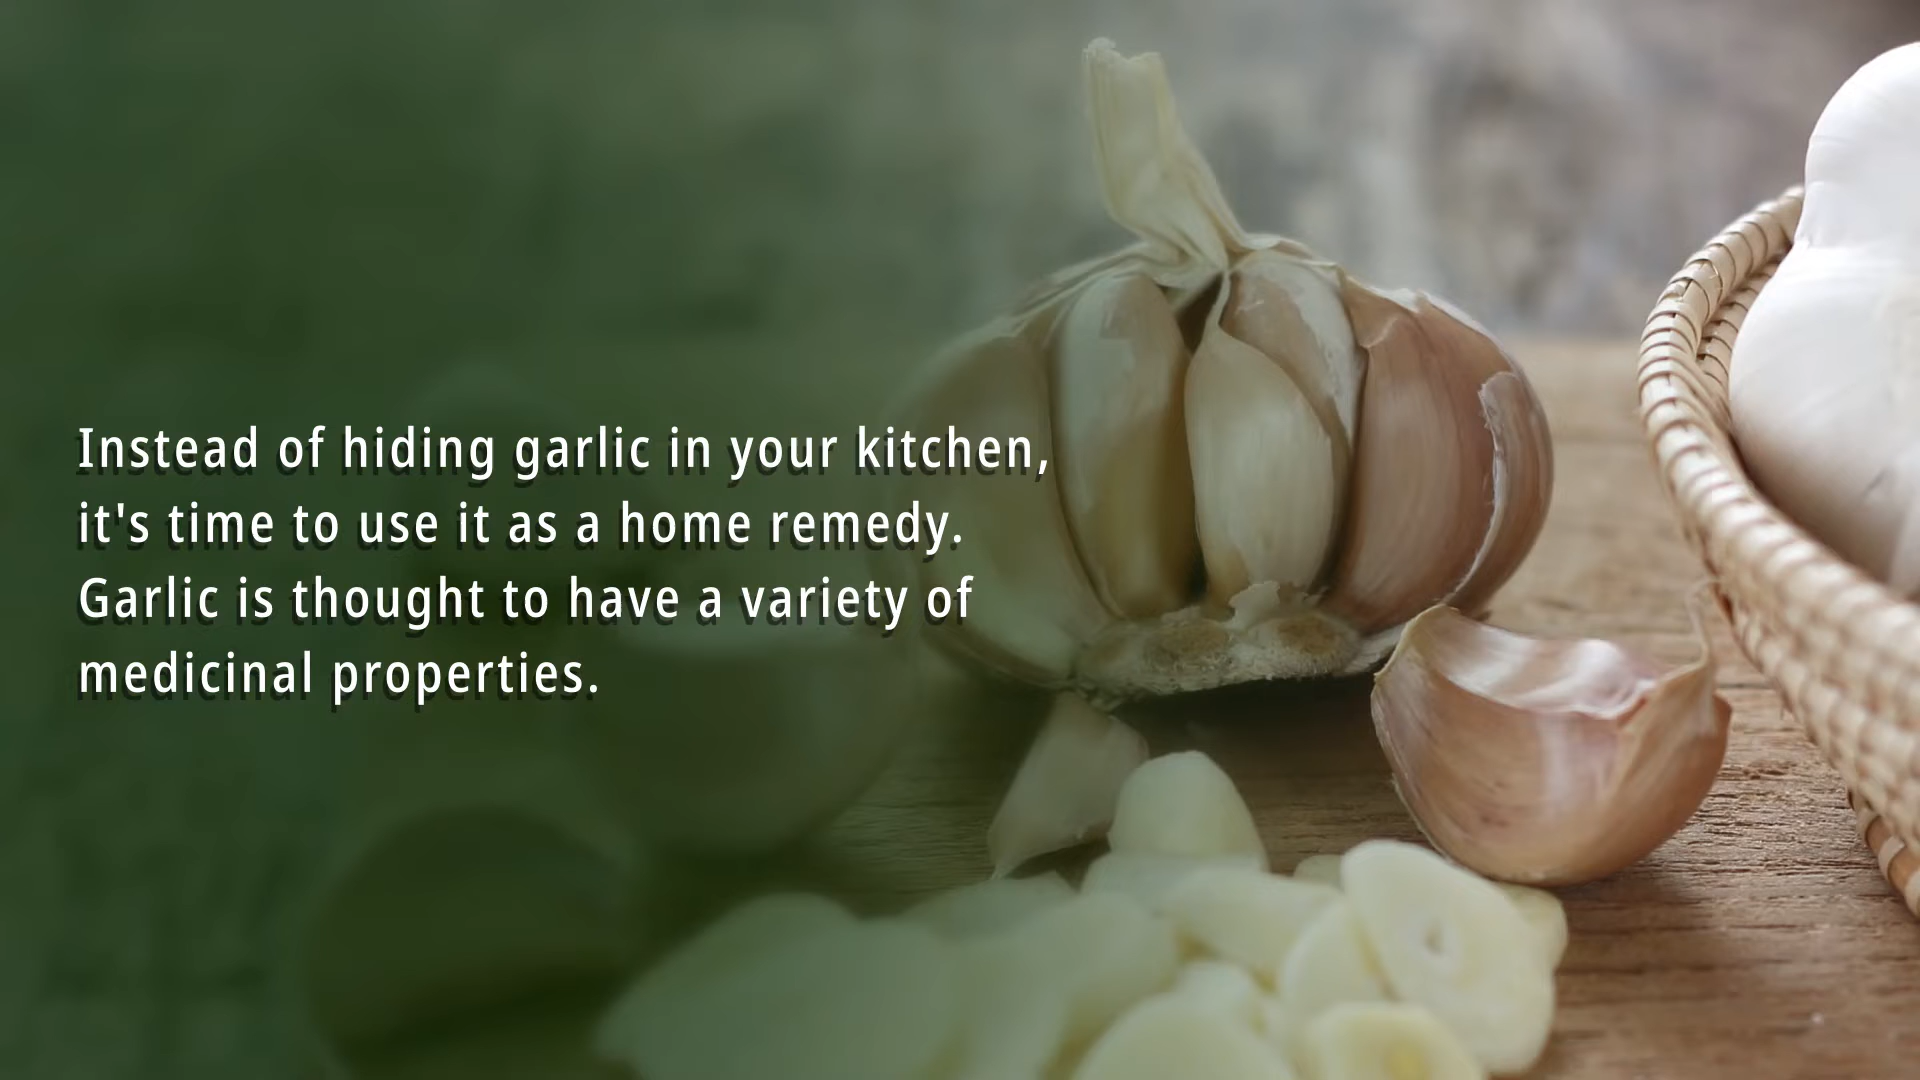 Instead of hiding garlic in your kitchen,
it's time to use it as a home remedy.
Garlic is thought to have a variety of
medicinal properties.